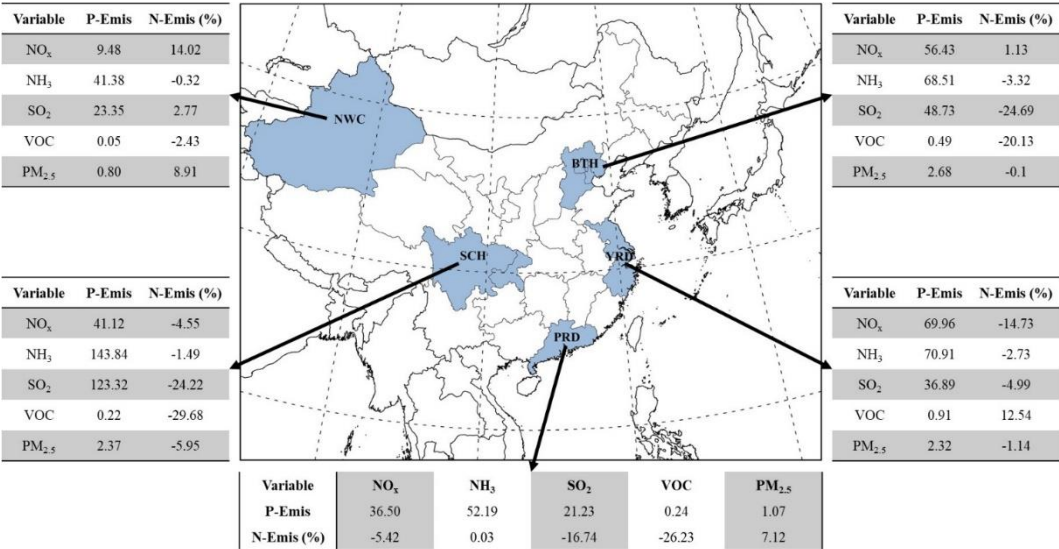 Variable P-Emis N-Emis (%)
NOx 9.48 14.02
NH3 41.38 -0.32
SO2 23.35 2.77
VOC 0.05 -2.43
PM2.5 0.80 8.91
Variable P-Emis N-Emis (%)
NOx 56.43 1.13
NH3 68.51 -3.32
SO2 48.73 -24.69
VOC 0.49 -20.13
PM2.5 2.68 -0.1
NWC
BTH
SCH
YRD
PRD
Variable P-Emis N-Emis (%)
NOx 41.12 -4.55
NH3 143.84 -1.49
SO2 123.32 -24.22
VOC 0.22 -29.68
PM2.5 2.37 -5.95
Variable P-Emis N-Emis (%)
NOx 69.96 -14.73
NH3 70.91 -2.73
SO2 36.89 -4.99
VOC 0.91 12.54
PM2.5 2.32 -1.14
Variable NOx NH3 SO2 VOC PM2.5
P-Emis 36.50 52.19 21.23 0.24 1.07
N-Emis (%) -5.42 0.03 -16.74 -26.23 7.12